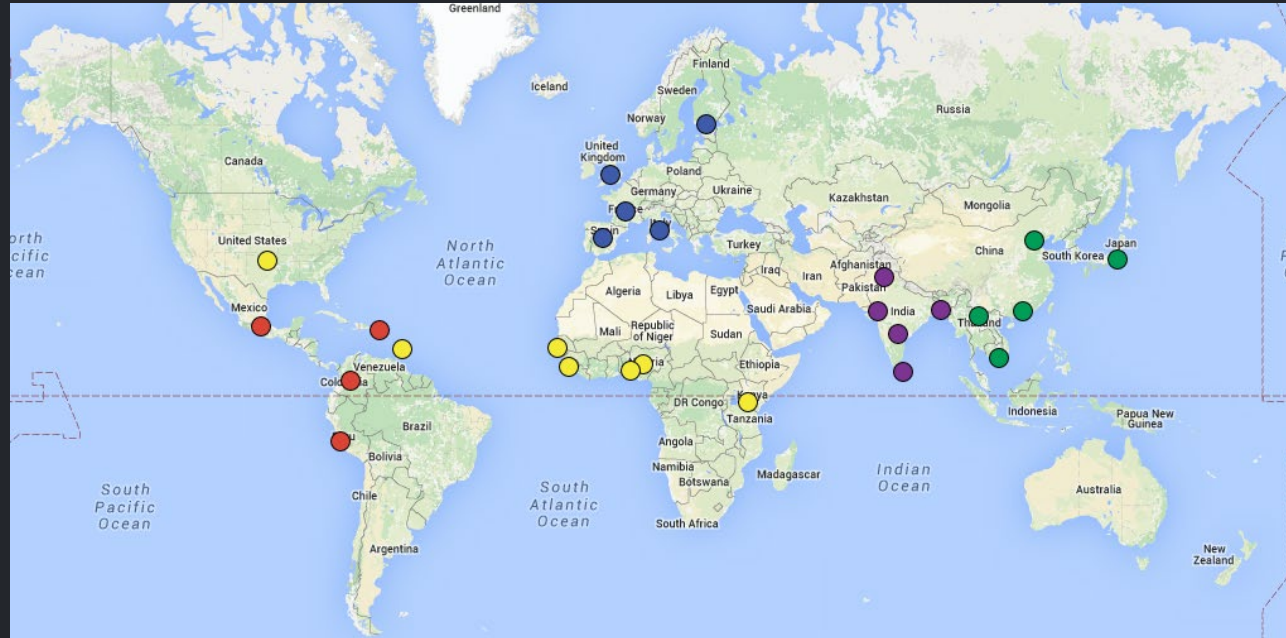 Greenland
Finland
Iceland
Sweden
Russia
Norway
United
Kingdom
Canada
Poland
Germany
Ukraine
Kazakhstan
Mongolia
Spain
Italy
United States
North
Atlantic
Ocean
Turkey
China
South Korea
Japan
Afghanistan
Iraq
Iran
Pakistan
Algeria
Libya
Egypt
Saudi Arabia
Mexico
India
Mali
Republic
of Niger
Sudan
Thailand
Venezuela
Ethiopia
DR Congo
Tanzania
Indonesia
Papua New
Guinea
Brazil
Angola
Bolivia
Namibia
Botswana
Madagascar
Indian
Ocean
South
Pacific
Ocean
Chile
South
Atlantic
Ocean
Australia
South Africa
Argentina
New
Zealand